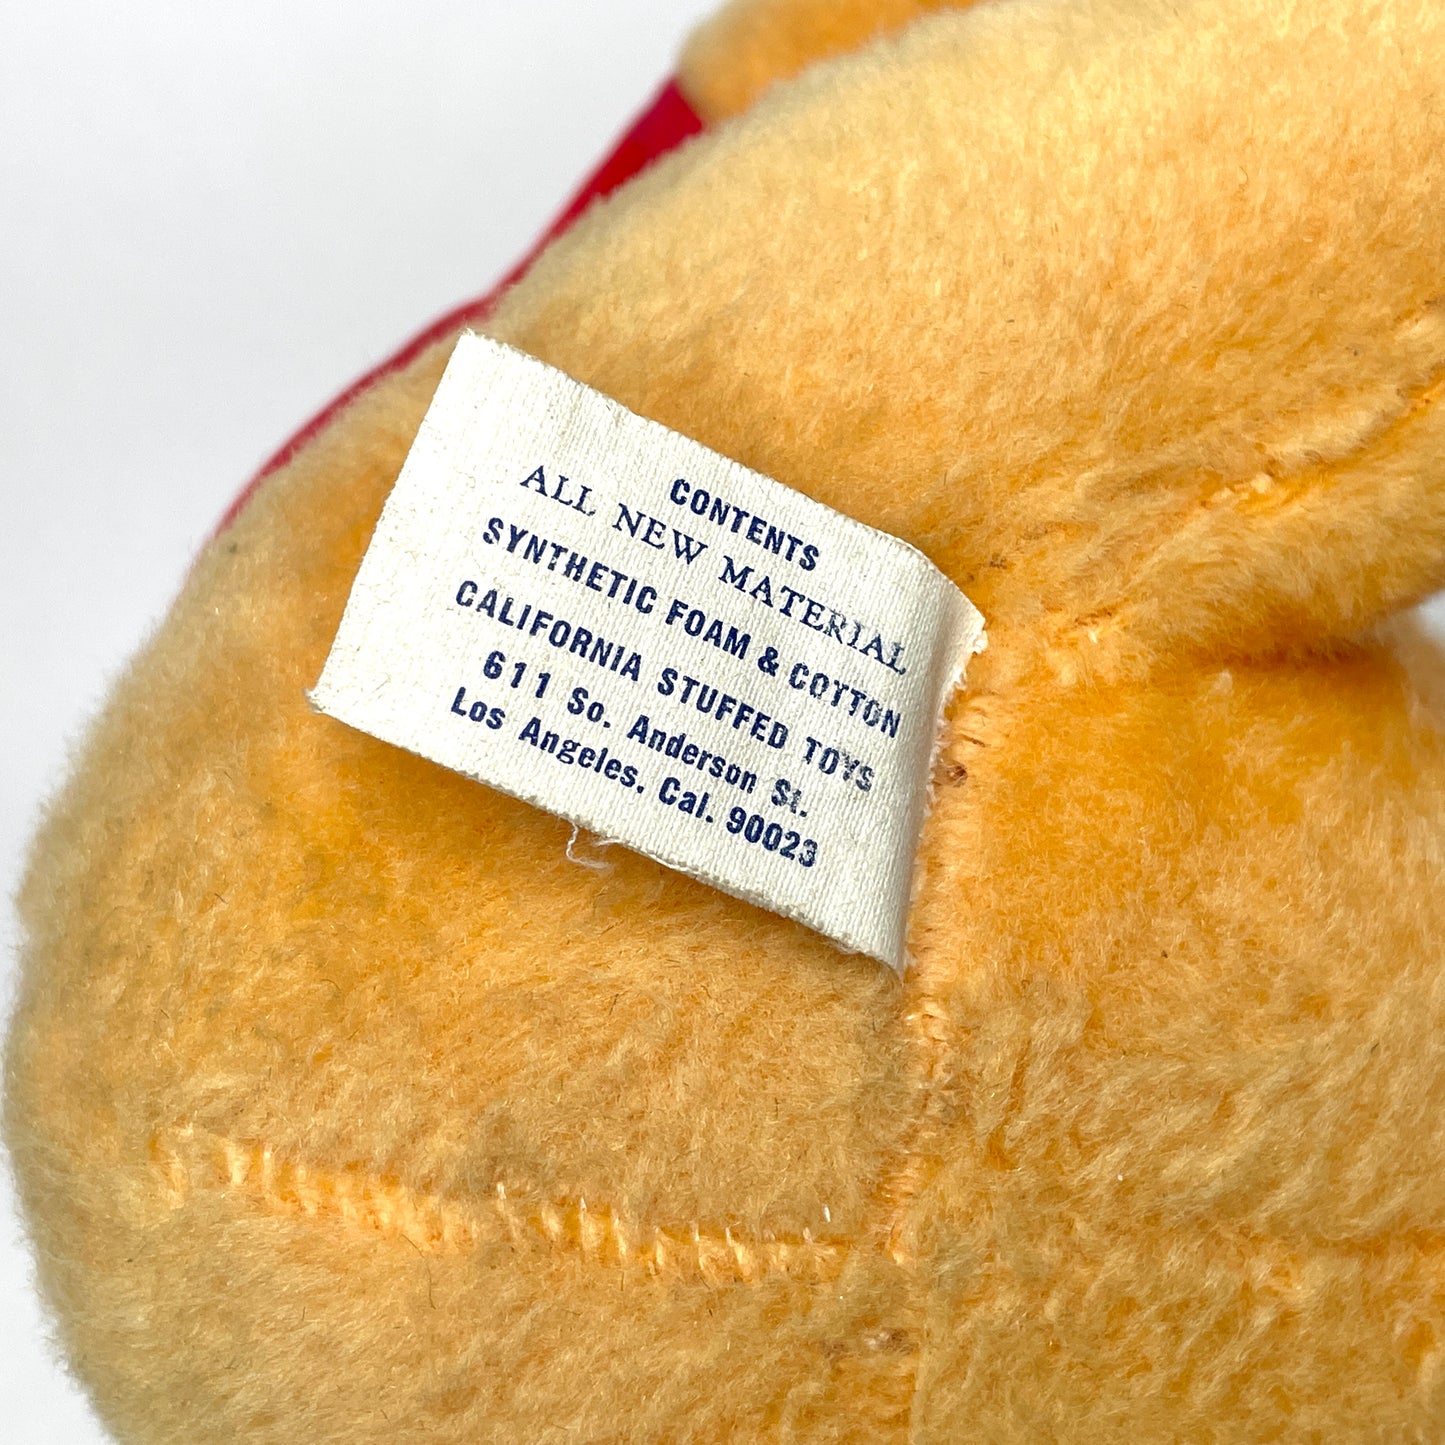 CONTENTS
ALL NEW MATERIAL
SYNTHETIC FOAM & COTTON
CALIFORNIA STUFFED TOYS
611 So. Anderson St.
Los Angeles, Cal. 90023